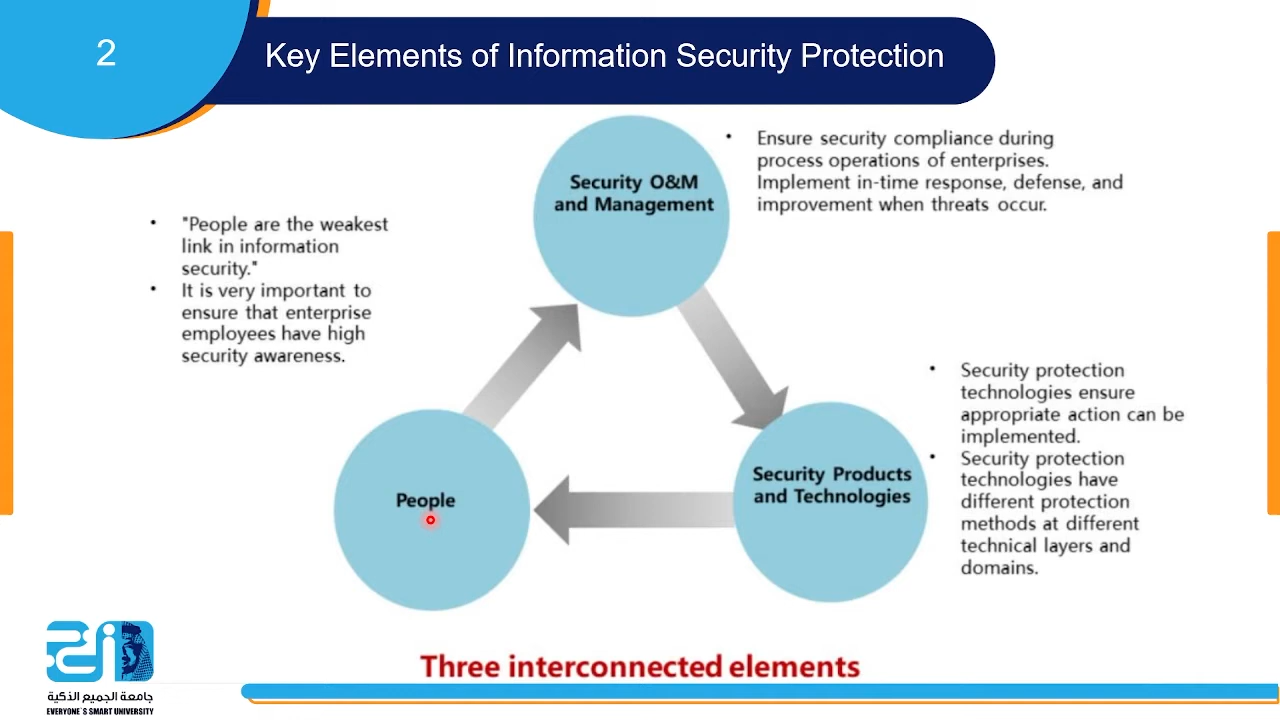 2
Key Elements of Information Security Protection
Security O&M
and Management
• Ensure security compliance during
process operations of enterprises.
Implement in-time response, defense, and
improvement when threats occur.
• "People are the weakest
link in information
security."
• It is very important to
ensure that enterprise
employees have high
security awareness.
• Security protection
technologies ensure
appropriate action can be
implemented.
• Security protection
technologies have
different protection
methods at different
technical layers and
domains.
Security Products
and Technologies
People
Three interconnected elements
جامعة الجميع الذكية
EVERYONE`S SMART UNIVERSITY